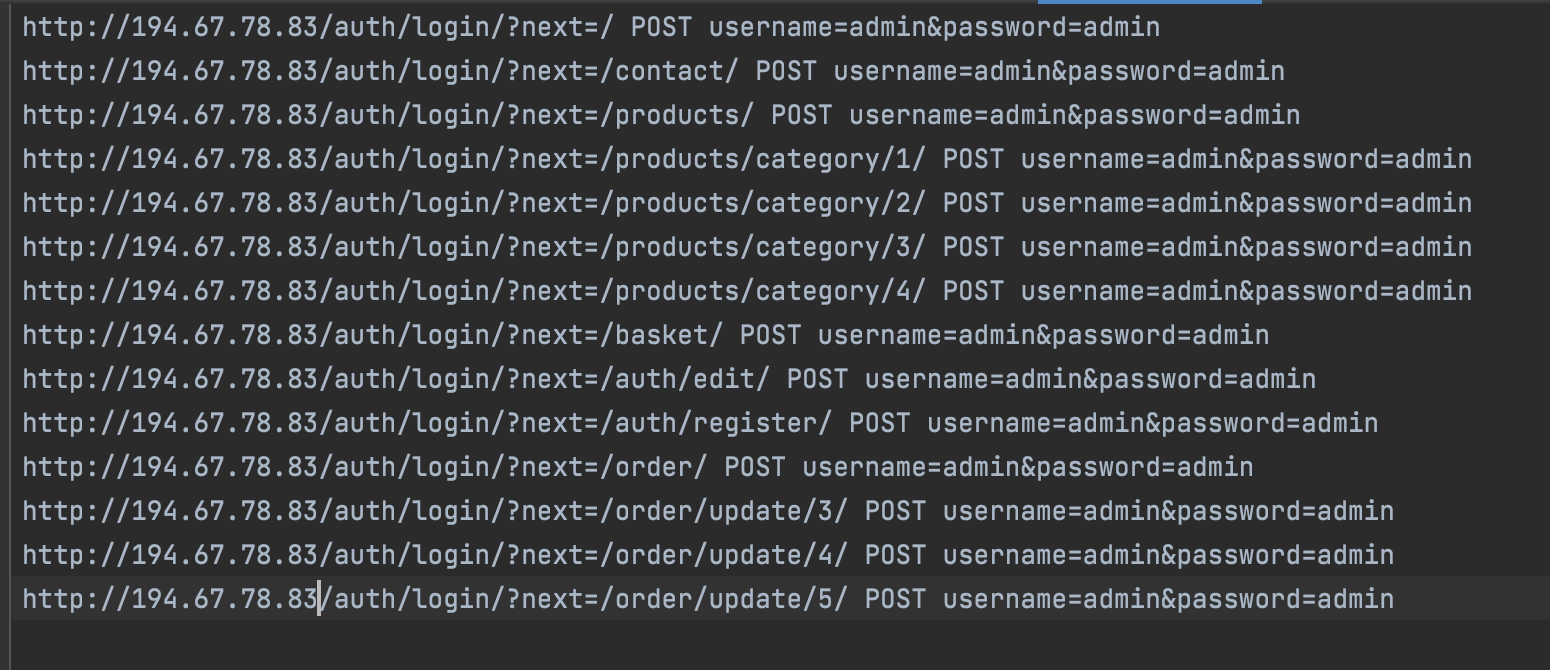 http://194.67.78.83/auth/login/?next=/ POST username=admin&password=admin
http://194.67.78.83/auth/login/?next=/contact/ POST username=admin&password=admin
http://194.67.78.83/auth/login/?next=/products/ POST username=admin&password=admin
http://194.67.78.83/auth/login/?next=/products/category/1/ POST username=admin&password=admin
http://194.67.78.83/auth/login/?next=/products/category/2/ POST username=admin&password=admin
http://194.67.78.83/auth/login/?next=/products/category/3/ POST username=admin&password=admin
http://194.67.78.83/auth/login/?next=/products/category/4/ POST username=admin&password=admin
http://194.67.78.83/auth/login/?next=/basket/ POST username=admin&password=admin
http://194.67.78.83/auth/login/?next=/auth/edit/ POST username=admin&password=admin
http://194.67.78.83/auth/login/?next=/auth/register/ POST username=admin&password=admin
http://194.67.78.83/auth/login/?next=/order/ POST username=admin&password=admin
http://194.67.78.83/auth/login/?next=/order/update/3/ POST username=admin&password=admin
http://194.67.78.83/auth/login/?next=/order/update/4/ POST username=admin&password=admin
http://194.67.78.83/auth/login/?next=/order/update/5/ POST username=admin&password=admin